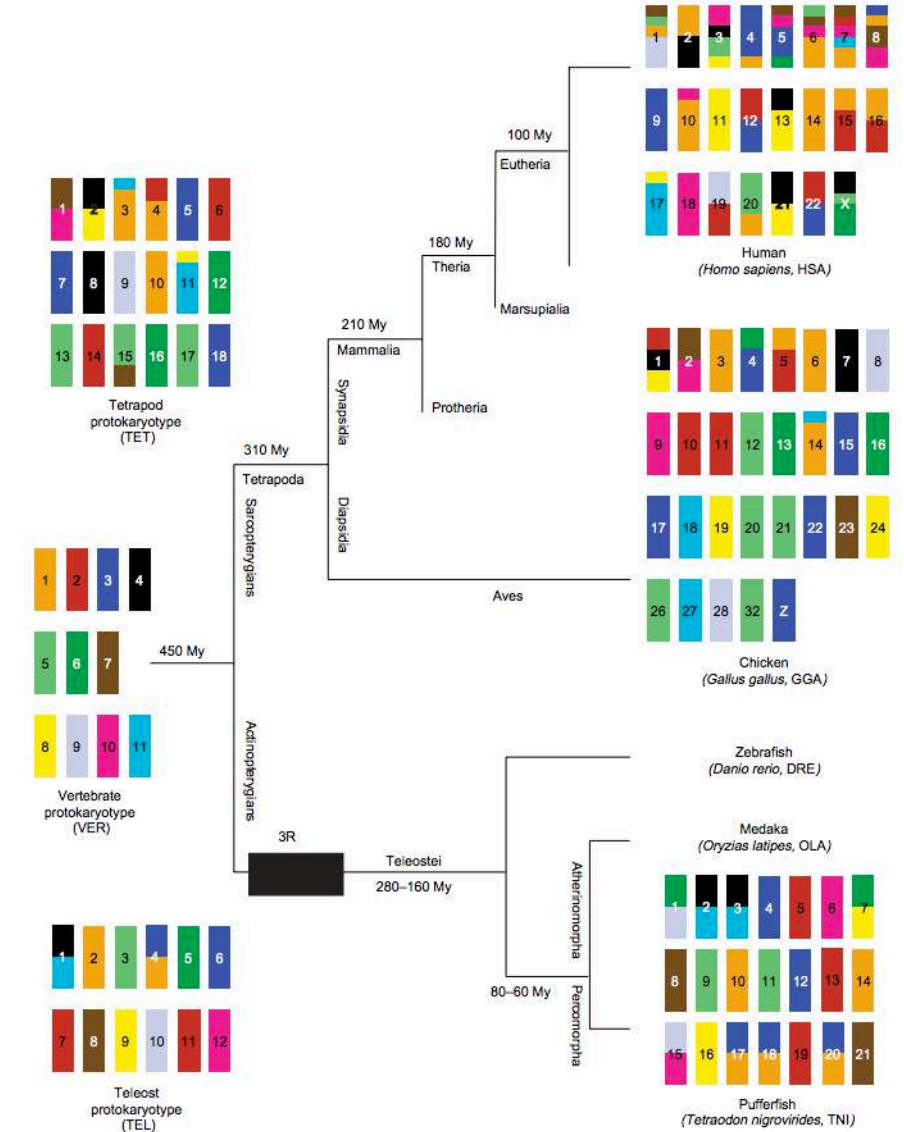 1 2 3 4 5 6 7 8
9 10 11 12 13 14 15 16
17 18 19 20 21 22 X
Human
(Homo sapiens, HSA)
100 My
Eutheria
180 My
Theria
Marsupialia
210 My
Mammalia
Synapsidia
Protheria
1 2 3 4 5 6
7 8 9 10 11 12
13 14 15 16 17 18
Tetrapod
protokaryotype
(TET)
310 My
Tetrapoda
Sarcopterygians
Diapsidia
1 2 3 4 5 6 7 8
9 10 11 12 13 14 15 16
17 18 19 20 21 22 23 24
26 27 28 32 Z
Aves
Chicken
(Gallus gallus, GGA)
1 2 3 4
5 6 7
8 9 10 11
Vertebrate
protokaryotype
(VER)
450 My
Actinopterygians
3R
Teleostei
280–160 My
Zebrafish
(Danio rerio, DRE)
Medaka
(Oryzias latipes, OLA)
Atherinomorpha
80–60 My
Percomorpha
1 2 3 4 5 6
7 8 9 10 11 12
Teleost
protokaryotype
(TEL)
1 2 3 4 5 6 7
8 9 10 11 12 13 14
15 16 17 18 19 20 21
Pufferfish
(Tetraodon nigrovirides, TNI)